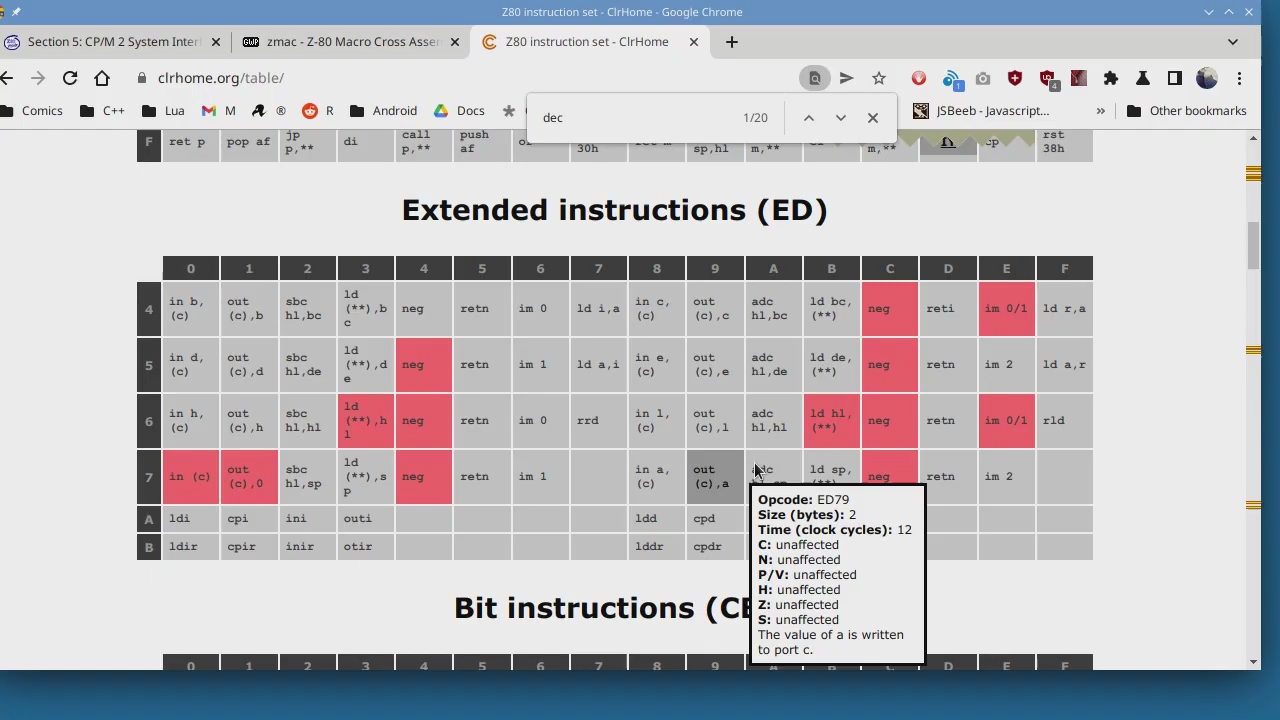 Z80 instruction set - ClrHome - Google Chrome
Section 5: CP/M 2 System Inter
GWP zmac - Z-80 Macro Cross Asse
Z80 instruction set - ClrHome
clrhome.org/table/
1
4
Comics C++ Lua M ® Reddit Android Docs JSBeeb - Javascript... » Other bookmarks
dec 1/20
F ret p pop af jp p,** di call p,** push af 30h sp,hl m,** m,** cp rst 38h
Extended instructions (ED)
0 1 2 3 4 5 6 7 8 9 A B C D E F
4 in b,(c) out (c),b sbc hl,bc ld (**),bc neg retn im 0 ld i,a in c,(c) out (c),c adc hl,bc ld bc,(**) neg reti im 0/1 ld r,a
5 in d,(c) out (c),d sbc hl,de ld (**),de neg retn im 1 ld a,i in e,(c) out (c),e adc hl,de ld de,(**) neg retn im 2 ld a,r
6 in h,(c) out (c),h sbc hl,hl ld (**),hl neg retn im 0 rrd in l,(c) out (c),l adc hl,hl ld hl,(**) neg retn im 0/1 rld
7 in (c) out (c),0 sbc hl,sp ld (**),sp neg retn im 1 in a,(c) out (c),a adc ld sp, neg retn im 2
A ldi cpi ini outi ldd cpd
B ldir cpir inir otir lddr cpdr
Opcode: ED79
Size (bytes): 2
Time (clock cycles): 12
C: unaffected
N: unaffected
P/V: unaffected
H: unaffected
Z: unaffected
S: unaffected
The value of a is written
to port c.
Bit instructions (CB
0 1 2 3 4 5 6 7 8 9 A B C D E F